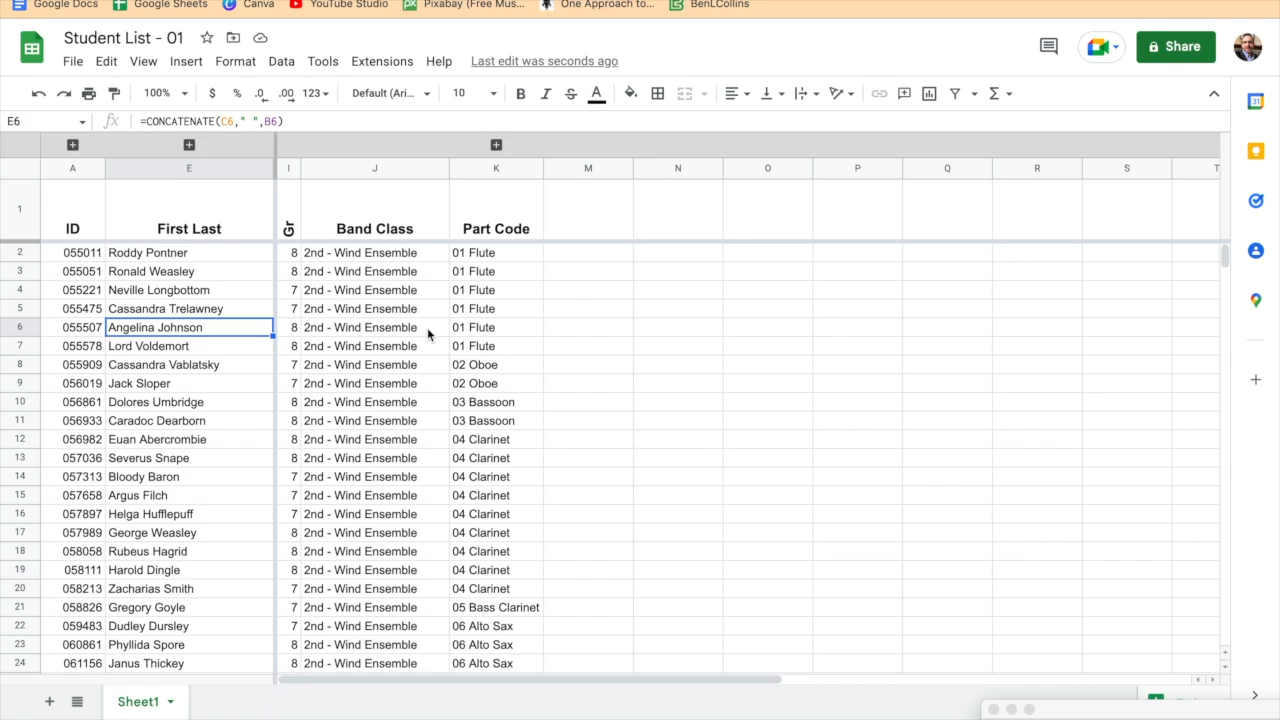 Google Docs Google Sheets Canva YouTube Studio Pixabay (Free Mus... One Approach to... BenLCollins
Student List - 01
File Edit View Insert Format Data Tools Extensions Help Last edit was seconds ago
Share
100% $ % .0 .00 123 Default (Ari... 10 B I S A Σ
E6 fx =CONCATENATE(C6," ",B6)
A E I J K M N O P Q R S T
1 ID First Last Gr Band Class Part Code
2 055011 Roddy Pontner 8 2nd - Wind Ensemble 01 Flute
3 055051 Ronald Weasley 8 2nd - Wind Ensemble 01 Flute
4 055221 Neville Longbottom 7 2nd - Wind Ensemble 01 Flute
5 055475 Cassandra Trelawney 7 2nd - Wind Ensemble 01 Flute
6 055507 Angelina Johnson 8 2nd - Wind Ensemble 01 Flute
7 055578 Lord Voldemort 8 2nd - Wind Ensemble 01 Flute
8 055909 Cassandra Vablatsky 7 2nd - Wind Ensemble 02 Oboe
9 056019 Jack Sloper 7 2nd - Wind Ensemble 02 Oboe
10 056861 Dolores Umbridge 8 2nd - Wind Ensemble 03 Bassoon
11 056933 Caradoc Dearborn 8 2nd - Wind Ensemble 03 Bassoon
12 056982 Euan Abercrombie 8 2nd - Wind Ensemble 04 Clarinet
13 057036 Severus Snape 8 2nd - Wind Ensemble 04 Clarinet
14 057313 Bloody Baron 7 2nd - Wind Ensemble 04 Clarinet
15 057658 Argus Filch 7 2nd - Wind Ensemble 04 Clarinet
16 057897 Helga Hufflepuff 7 2nd - Wind Ensemble 04 Clarinet
17 057989 George Weasley 8 2nd - Wind Ensemble 04 Clarinet
18 058058 Rubeus Hagrid 8 2nd - Wind Ensemble 04 Clarinet
19 058111 Harold Dingle 8 2nd - Wind Ensemble 04 Clarinet
20 058213 Zacharias Smith 7 2nd - Wind Ensemble 04 Clarinet
21 058826 Gregory Goyle 7 2nd - Wind Ensemble 05 Bass Clarinet
22 059483 Dudley Dursley 7 2nd - Wind Ensemble 06 Alto Sax
23 060861 Phyllida Spore 8 2nd - Wind Ensemble 06 Alto Sax
24 061156 Janus Thickey 8 2nd - Wind Ensemble 06 Alto Sax
Sheet1